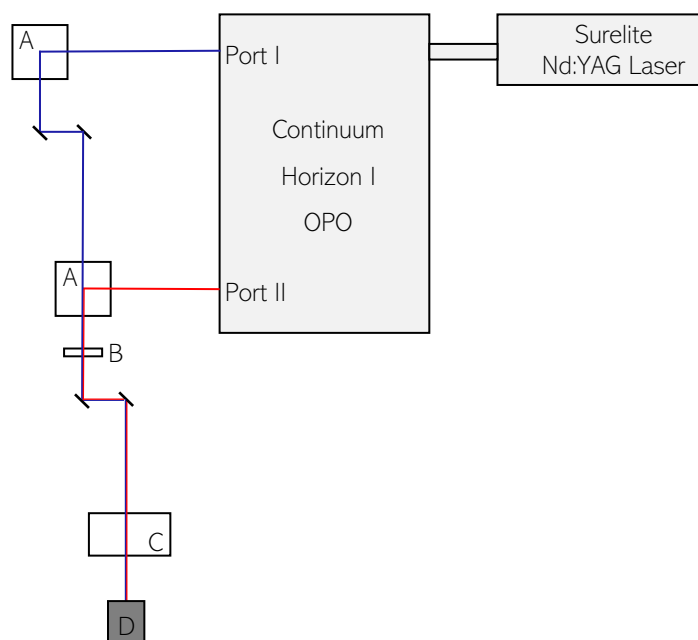 A
Port I
Surelite
Nd:YAG Laser
Continuum
Horizon I
OPO
A
Port II
B
C
D